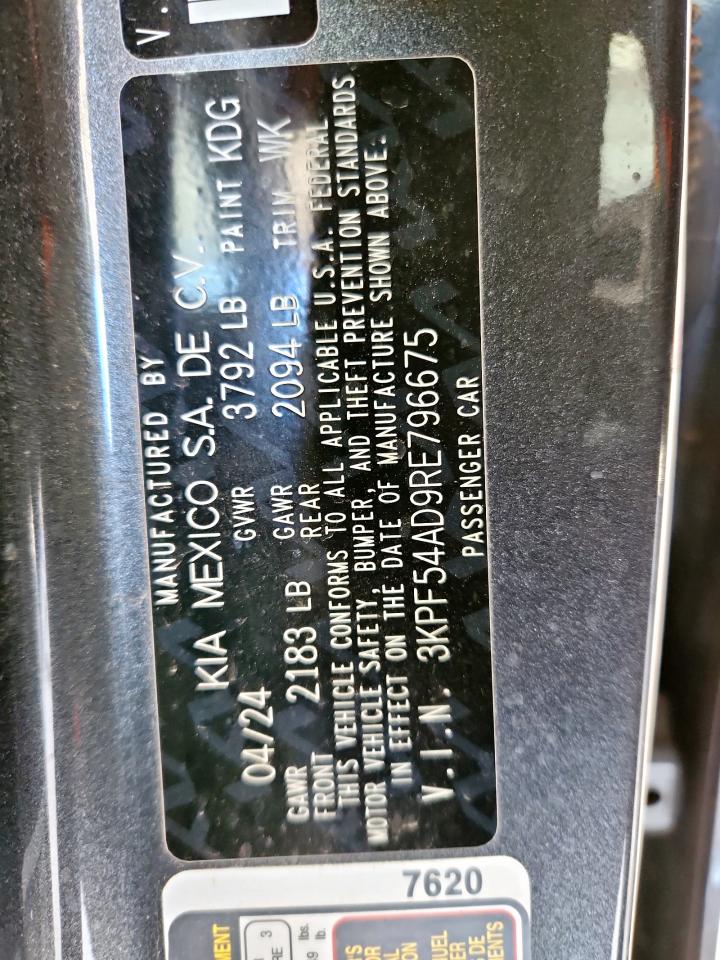 V.
MANUFACTURED BY
KIA MEXICO S.A. DE C.V.
04/24 GVWR 3792 LB PAINT KDG
GAWR FRONT 2183 LB GAWR REAR 2094 LB TRIM WK
THIS VEHICLE CONFORMS TO ALL APPLICABLE U.S.A. FEDERAL
MOTOR VEHICLE SAFETY, BUMPER, AND THEFT PREVENTION STANDARDS
IN EFFECT ON THE DATE OF MANUFACTURE SHOWN ABOVE.
V.I.N. 3KPF54AD9RE796675
PASSENGER CAR
7620